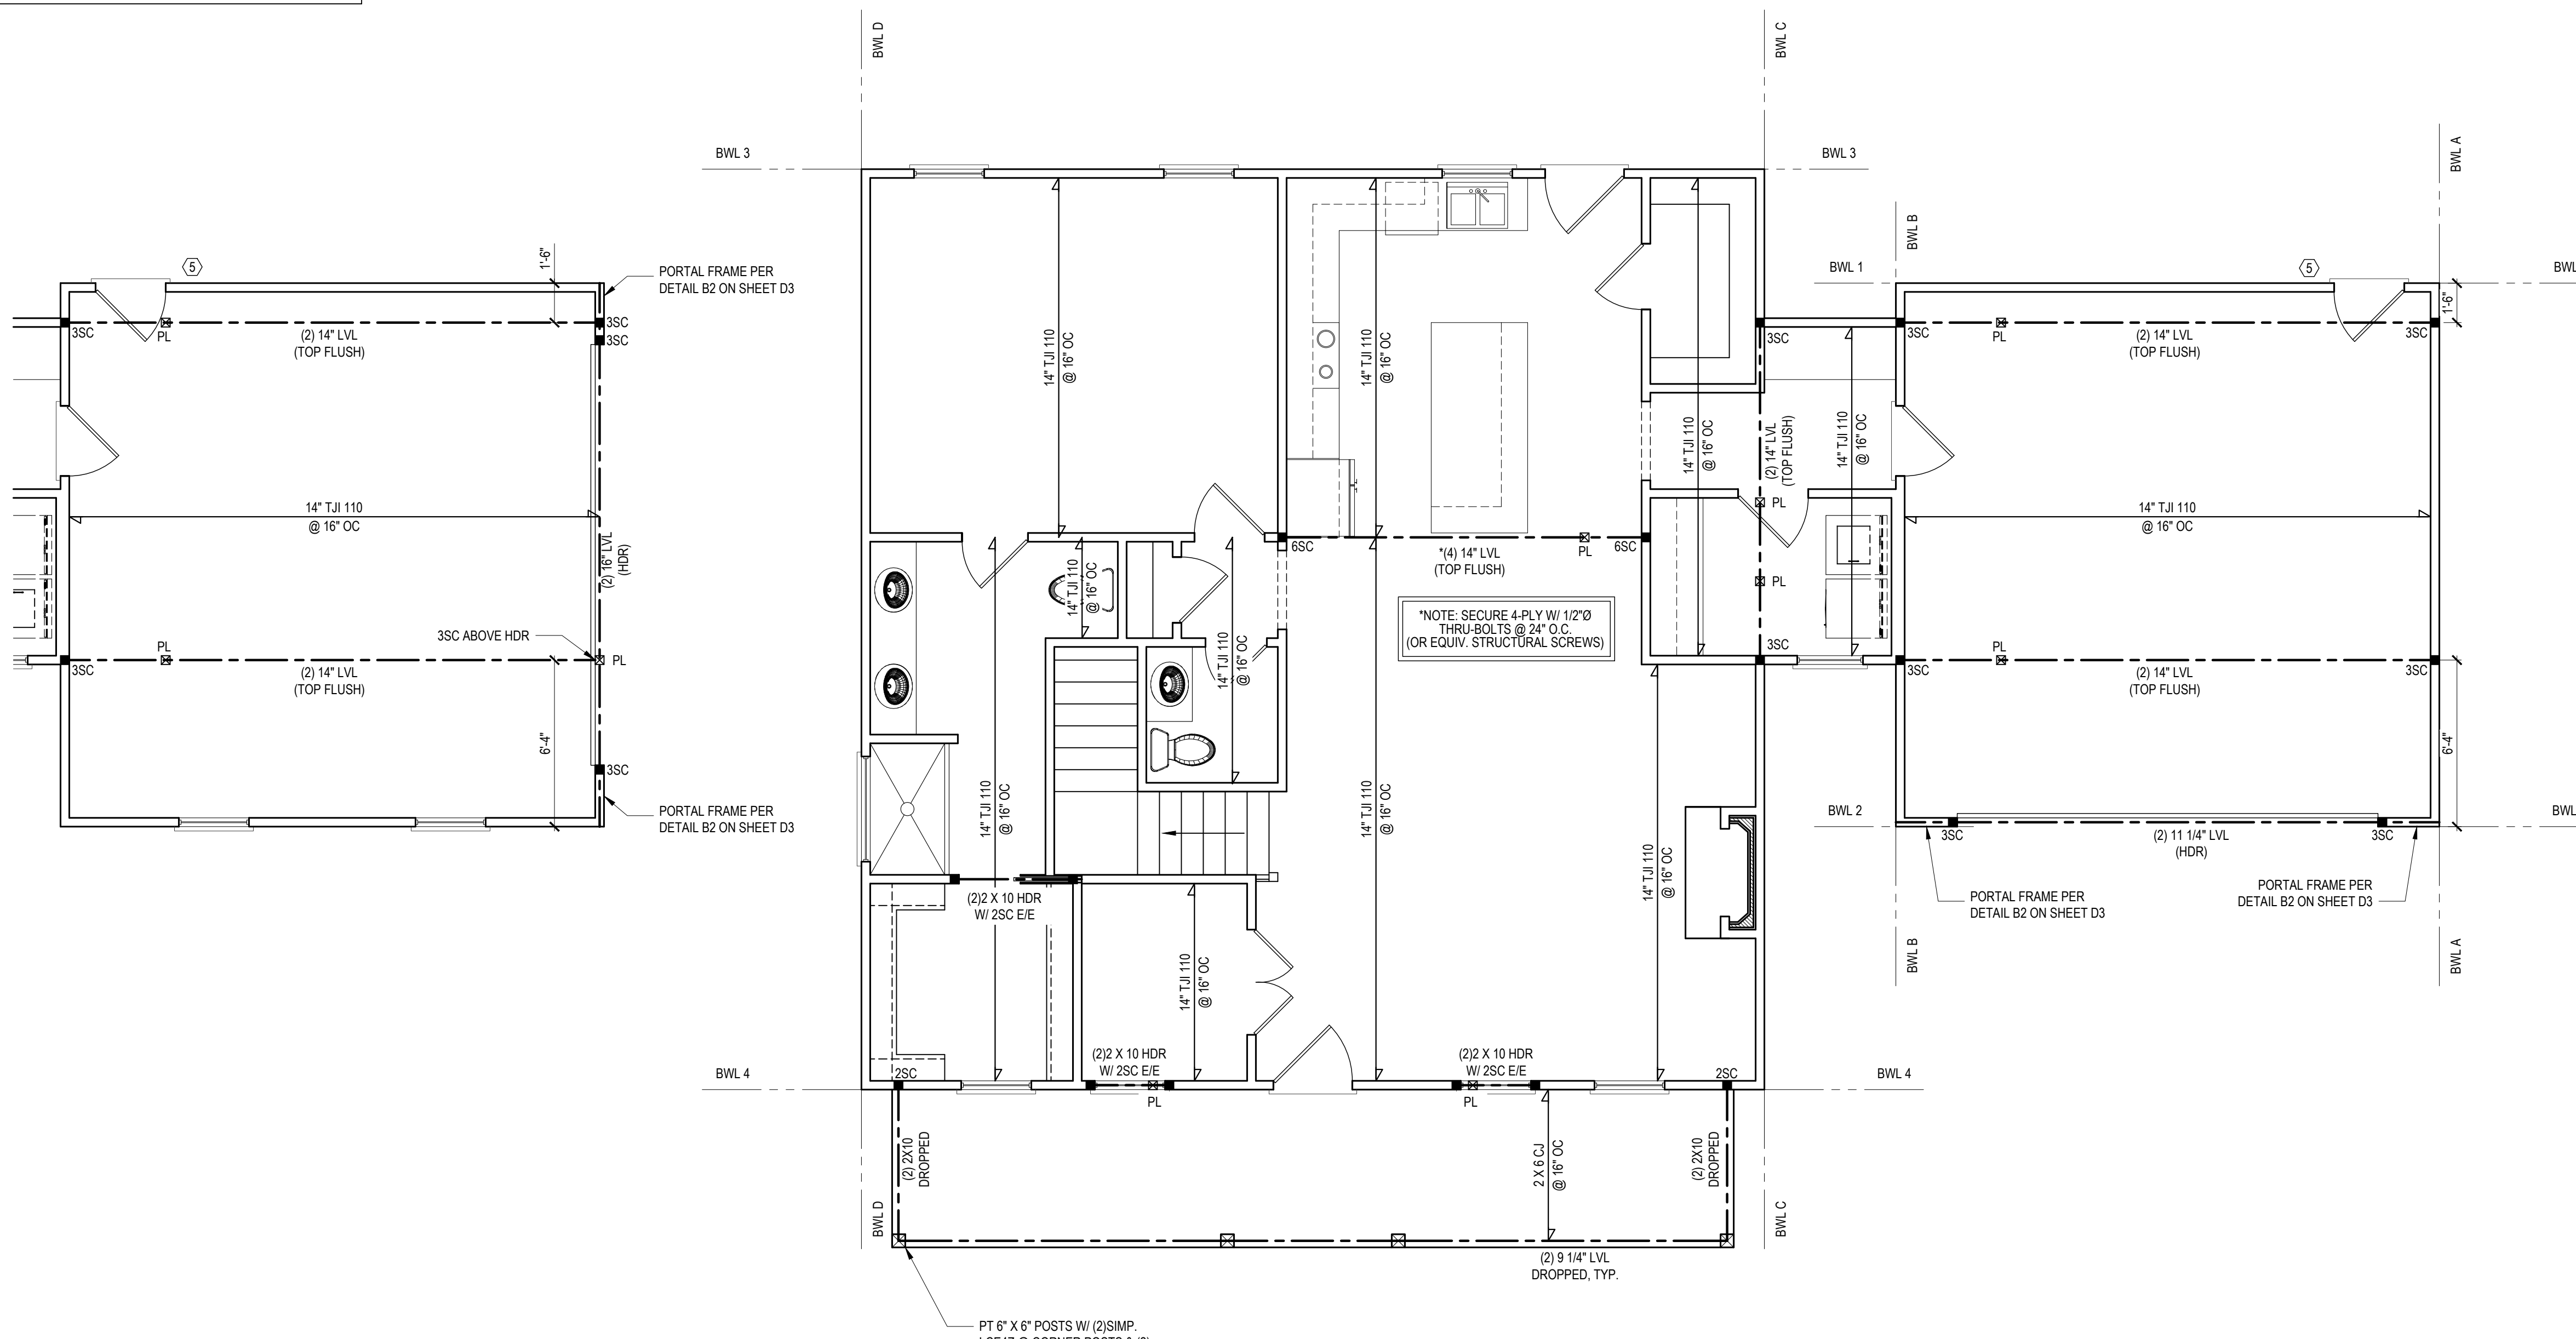 BWL D
BWL C
BWL 3
BWL 3
BWL A
BWL B
BWL 1
BWL
5
1'-6"
PORTAL FRAME PER
DETAIL B2 ON SHEET D3
3SC
PL
(2) 14" LVL
(TOP FLUSH)
3SC
3SC
14" TJI 110
@ 16" OC
(2) 16" LVL
(HDR)
3SC ABOVE HDR
PL
3SC
PL
(2) 14" LVL
(TOP FLUSH)
6'-4"
3SC
PORTAL FRAME PER
DETAIL B2 ON SHEET D3
14" TJI 110
@ 16" OC
14" TJI 110
@ 16" OC
14" TJI 110
@ 16" OC
3SC
(2) 14" LVL
(TOP FLUSH)
14" TJI 110
@ 16" OC
PL
PL
3SC
6SC
*(4) 14" LVL
(TOP FLUSH)
PL
6SC
*NOTE: SECURE 4-PLY W/ 1/2"Ø
THRU-BOLTS @ 24" O.C.
(OR EQUIV. STRUCTURAL SCREWS)
14" TJI 110
@ 16" OC
14" TJI 110
@ 16" OC
14" TJI 110
@ 16" OC
14" TJI 110
@ 16" OC
14" TJI 110
@ 16" OC
(2)2 X 10 HDR
W/ 2SC E/E
14" TJI 110
@ 16" OC
(2)2 X 10 HDR
W/ 2SC E/E
PL
(2)2 X 10 HDR
W/ 2SC E/E
PL
5
1'-6"
3SC
PL
(2) 14" LVL
(TOP FLUSH)
3SC
14" TJI 110
@ 16" OC
3SC
PL
(2) 14" LVL
(TOP FLUSH)
3SC
6'-4"
BWL 2
BWL
3SC
(2) 11 1/4" LVL
(HDR)
3SC
PORTAL FRAME PER
DETAIL B2 ON SHEET D3
PORTAL FRAME PER
DETAIL B2 ON SHEET D3
BWL B
BWL A
BWL 4
2SC
2SC
BWL 4
(2) 2X10
DROPPED
2 X 6 CJ
@ 16" OC
(2) 2X10
DROPPED
BWL D
BWL C
(2) 9 1/4" LVL
DROPPED, TYP.
PT 6" X 6" POSTS W/ (2)SIMP.